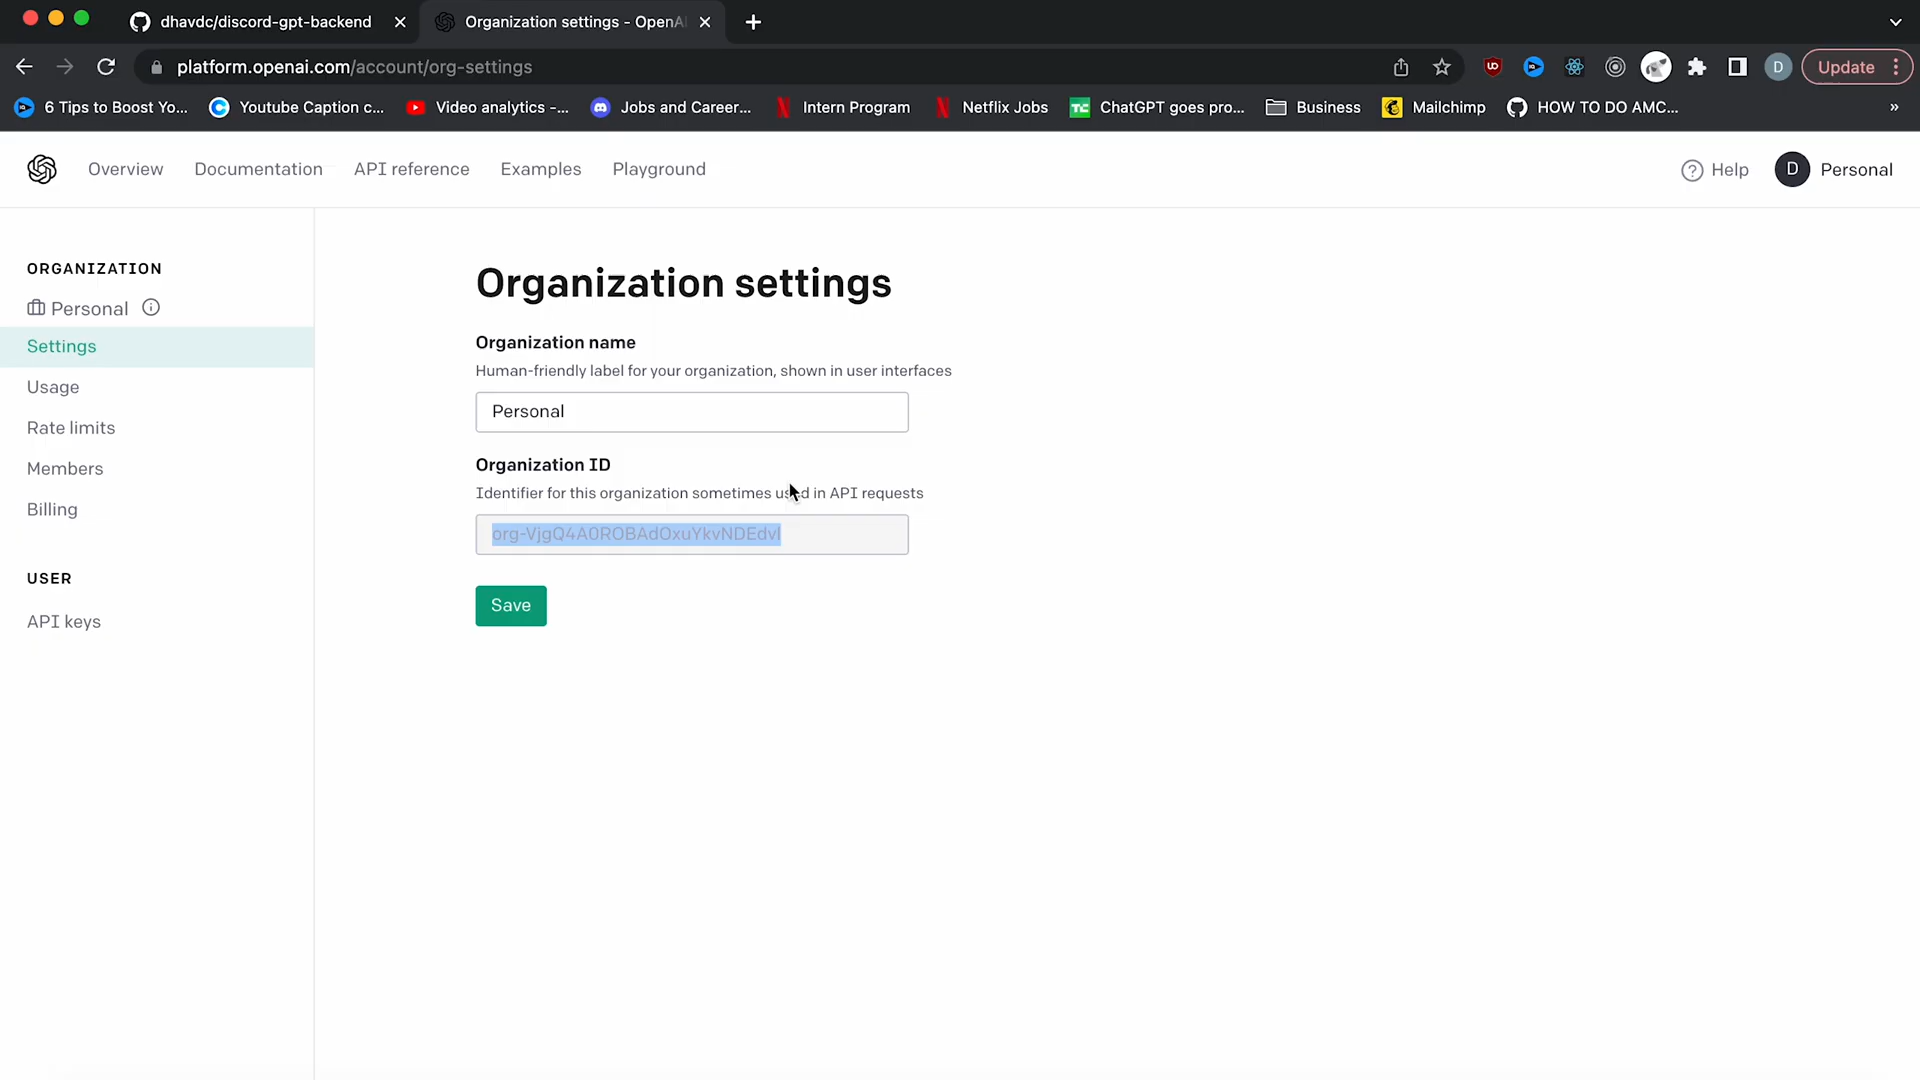 dhavdc/discord-gpt-backend
Organization settings - OpenA
platform.openai.com/account/org-settings
D
Update
6 Tips to Boost Yo...
Youtube Caption c...
Video analytics -...
Jobs and Career...
Intern Program
Netflix Jobs
ChatGPT goes pro...
Business
Mailchimp
HOW TO DO AMC...
»
Overview
Documentation
API reference
Examples
Playground
Help
D
Personal
ORGANIZATION
Personal
Settings
Usage
Rate limits
Members
Billing
USER
API keys
Organization settings
Organization name
Human-friendly label for your organization, shown in user interfaces
Personal
Organization ID
Identifier for this organization sometimes used in API requests
org-VjgQ4A0ROBAdOxuYkvNDEdvl
Save